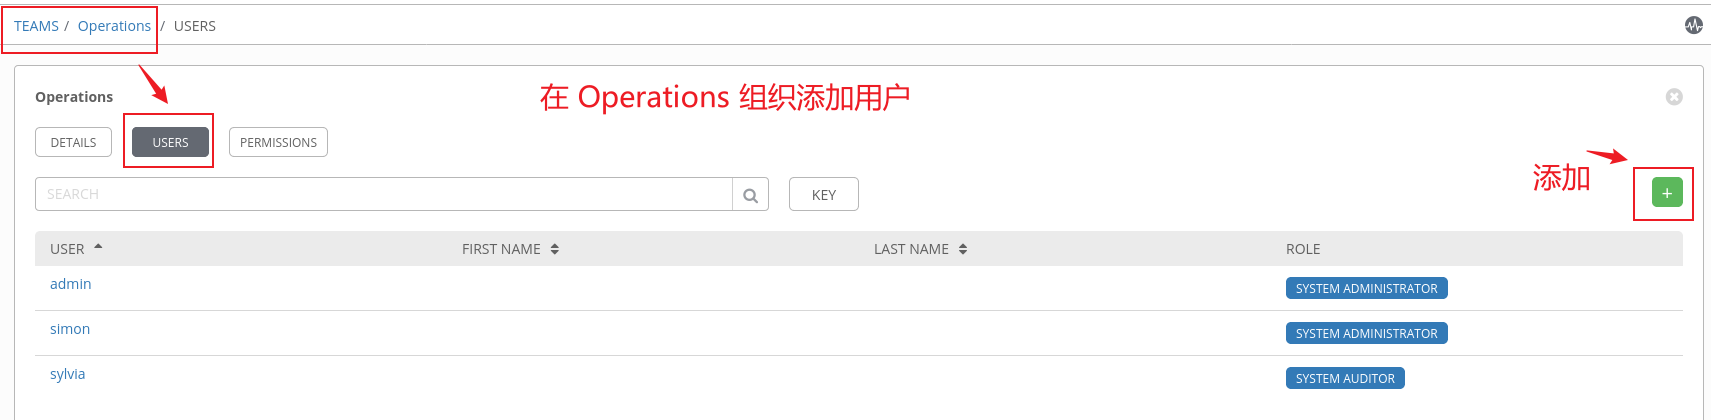 TEAMS / Operations / USERS
Operations
在 Operations 组织添加用户
DETAILS USERS PERMISSIONS
添加
SEARCH KEY +
USER FIRST NAME LAST NAME ROLE
admin SYSTEM ADMINISTRATOR
simon SYSTEM ADMINISTRATOR
sylvia SYSTEM AUDITOR